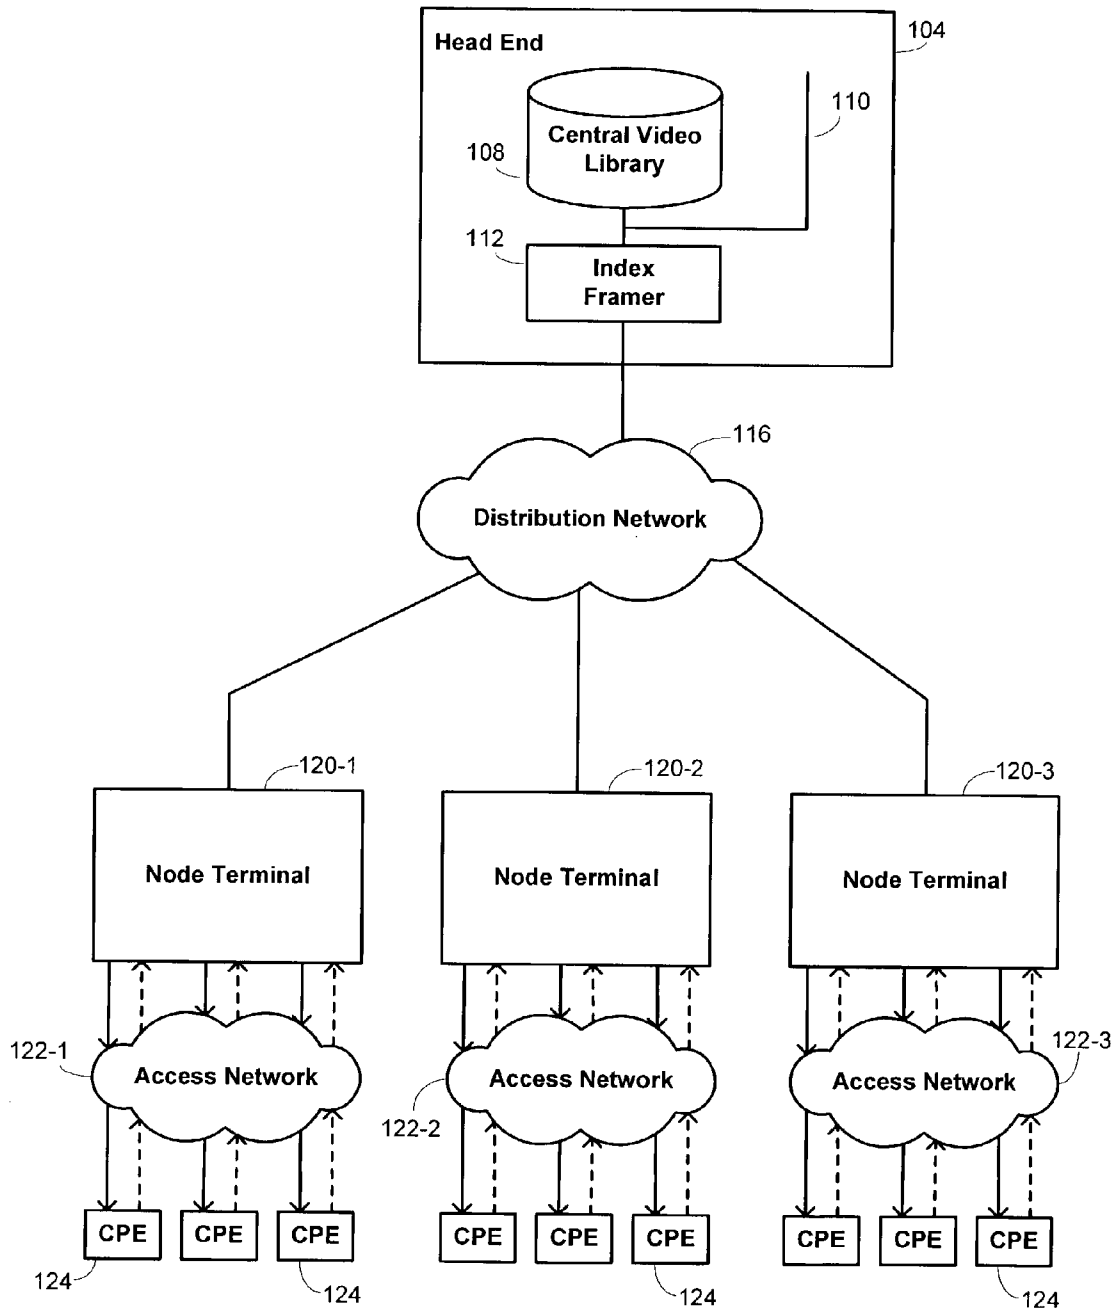 104
Head End
110
Central Video
Library
108
112
Index
Framer
116
Distribution Network
120-1
120-2
120-3
Node Terminal
Node Terminal
Node Terminal
122-1
Access Network
Access Network
Access Network
122-3
122-2
CPE
CPE
CPE
CPE
CPE
CPE
CPE
CPE
CPE
124
124
124
124